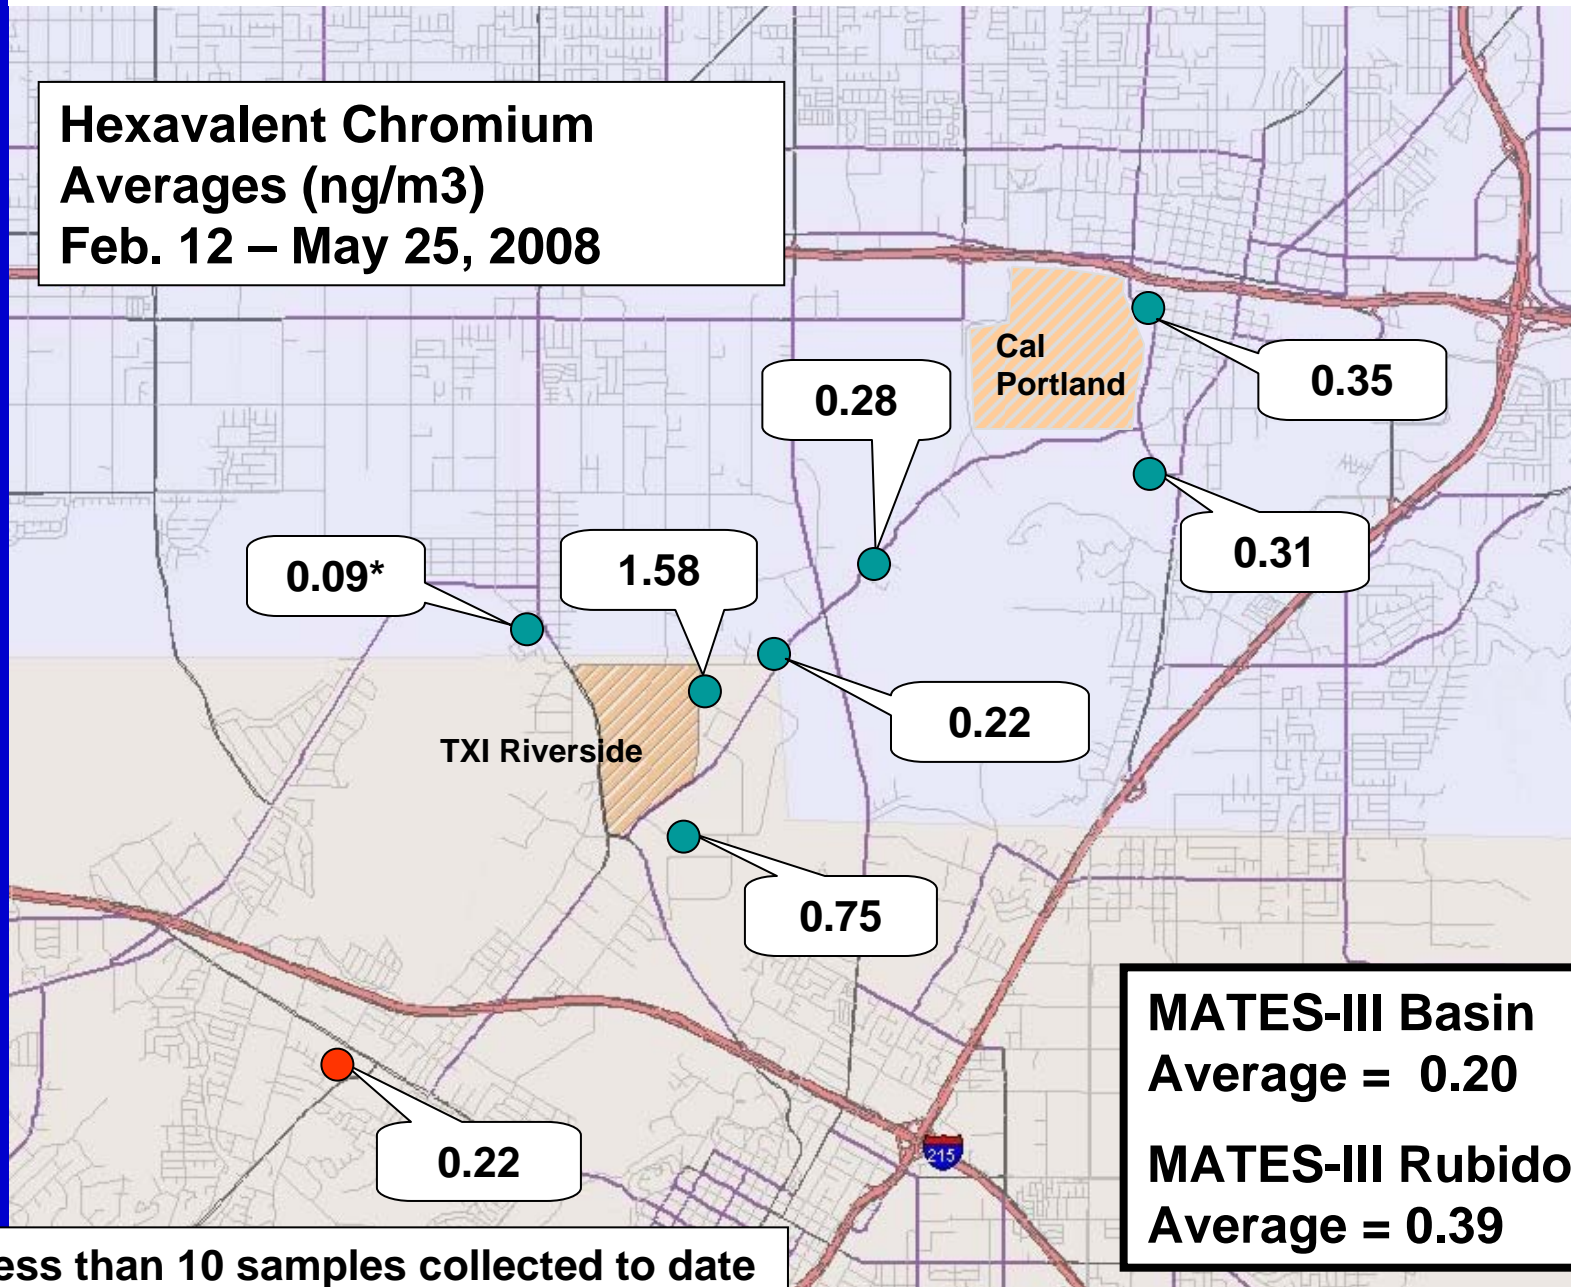 Hexavalent Chromium
Averages (ng/m3)
Feb. 12 – May 25, 2008
Cal
Portland
0.35
0.28
0.31
0.09*
1.58
0.22
TXI Riverside
0.75
MATES-III Basin
Average = 0.20
MATES-III Rubido
Average = 0.39
215
0.22
ess than 10 samples collected to date